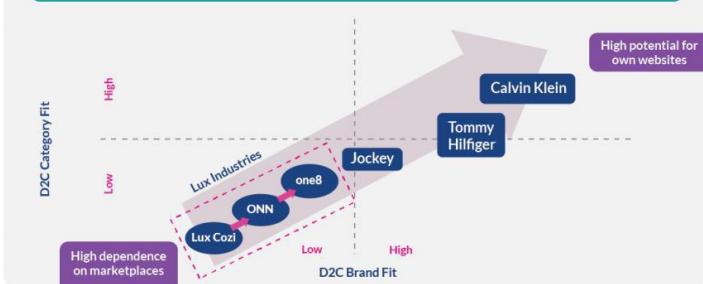 High potential for
own websites
Calvin Klein
Tommy
Hilfiger
High
D2C Category Fit
Low
Jockey
Lux Industries
one8
ONN
Lux Cozi
High dependence
on marketplaces
Low
High
D2C Brand Fit